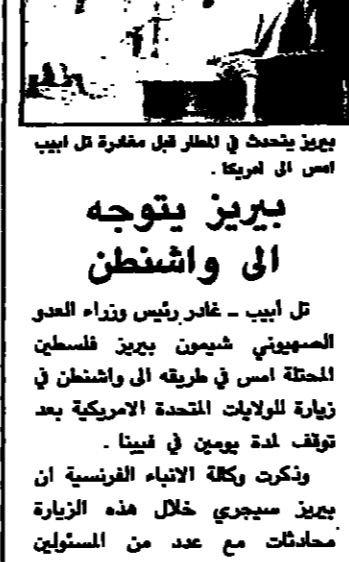 بيريز يتحدث في المطار قبل مغادرة تل ابيب
امس الى امريكا .
بيريز يتوجه
الى واشنطن
تل أبيب ــ غادر رئيس وزراء العدو
الصهيوني شيمون بيريز فلسطين
المحتلة امس في طريقه الى واشنطن في
زيارة للولايات المتحدة الامريكية بعد
توقف لمدة يومين في فيينا .
وذكرت وكالة الانباء الفرنسية ان
بيريز سيجري خلال هذه الزيارة
محادثات مع عدد من المسئولين